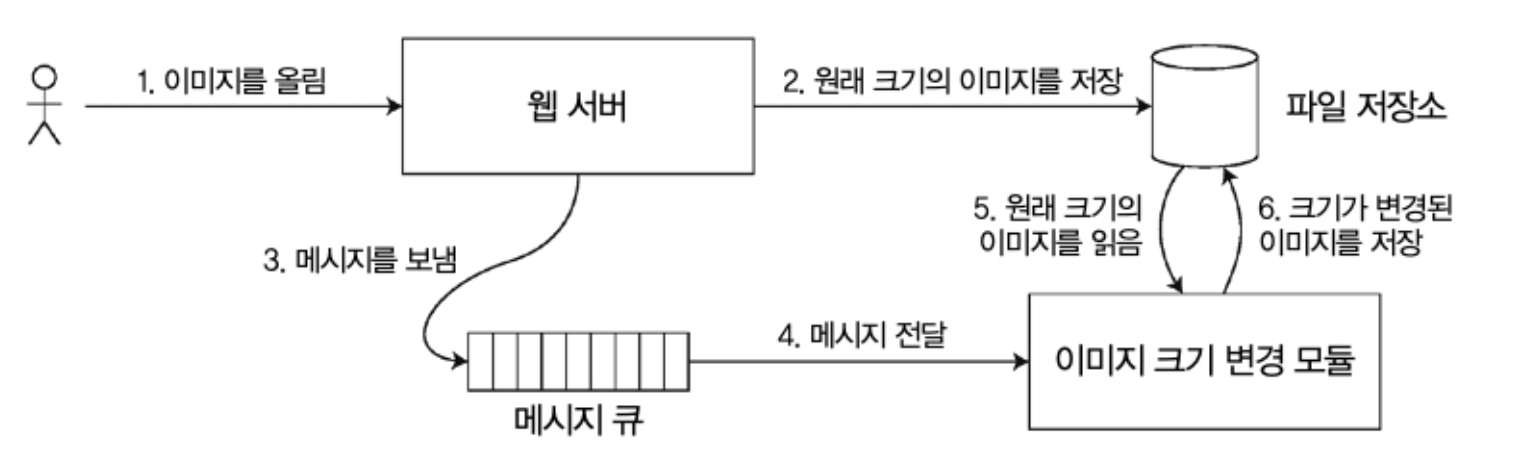 1. 이미지를 올림
웹 서버
2. 원래 크기의 이미지를 저장
파일 저장소
3. 메시지를 보냄
5. 원래 크기의
이미지를 읽음
6. 크기가 변경된
이미지를 저장
메시지 큐
4. 메시지 전달
이미지 크기 변경 모듈